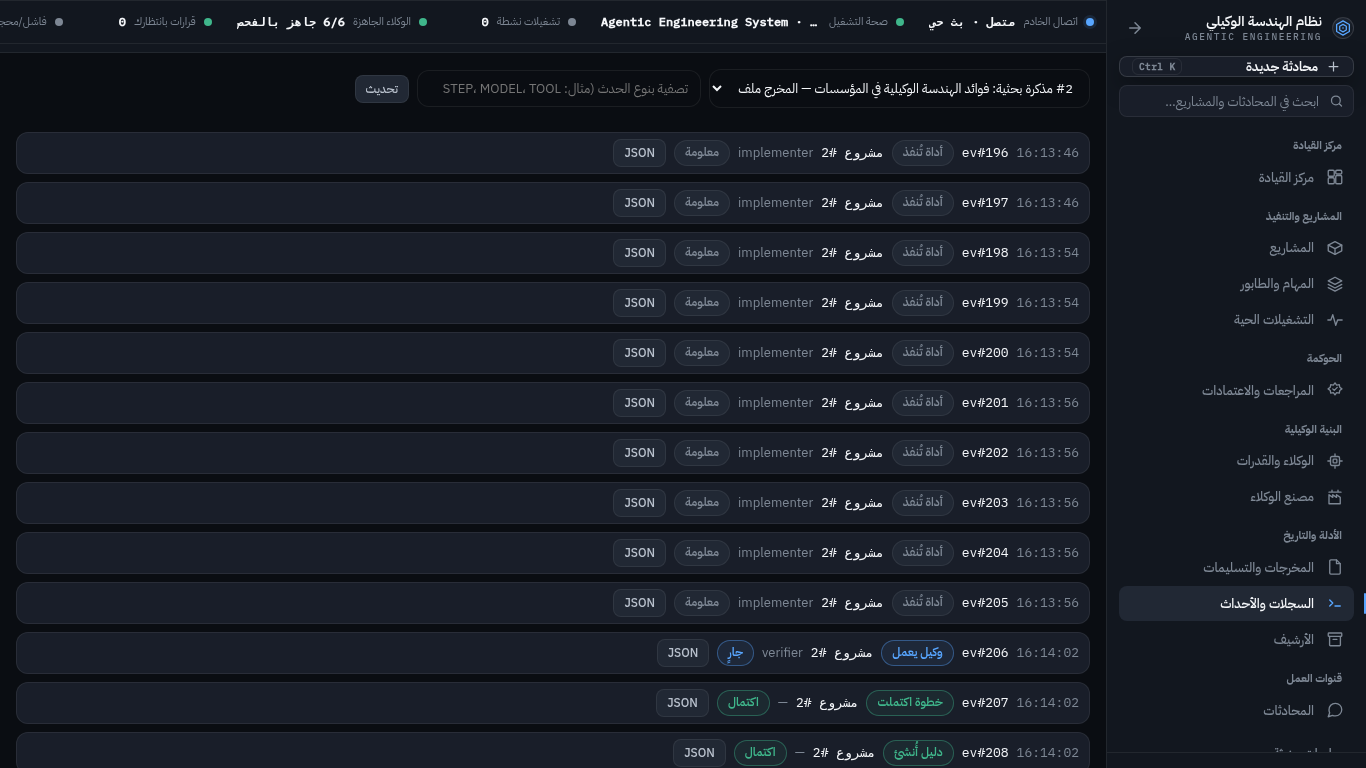 نظام الهندسة الوكيلي
AGENTIC ENGINEERING
محادثة جديدة
Ctrl K
ابحث في المحادثات والمشاريع...
مركز القيادة
مركز القيادة
المشاريع والتنفيذ
المشاريع
المهام والطابور
التشغيلات الحية
الحوكمة
المراجعات والاعتمادات
البنية الوكيلية
الوكلاء والقدرات
مصنع الوكلاء
الأدلة والتاريخ
المخرجات والتسليمات
السجلات والأحداث
الأرشيف
قنوات العمل
المحادثات
اتصال الخادم متصل · بث حي صحة التشغيل Agentic Engineering System · … تشغيلات نشطة 0 الوكلاء الجاهزة 6/6 جاهز بالفحص قرارات بانتظارك 0
#2 مذكرة بحثية: فوائد الهندسة الوكيلية في المؤسسات — المخرج ملف
تصفية بنوع الحدث (مثال: STEP، MODEL، TOOL
تحديث
16:13:46 ev#196 أداة تُنفذ مشروع #2 implementer معلومة JSON
16:13:46 ev#197 أداة تُنفذ مشروع #2 implementer معلومة JSON
16:13:54 ev#198 أداة تُنفذ مشروع #2 implementer معلومة JSON
16:13:54 ev#199 أداة تُنفذ مشروع #2 implementer معلومة JSON
16:13:54 ev#200 أداة تُنفذ مشروع #2 implementer معلومة JSON
16:13:56 ev#201 أداة تُنفذ مشروع #2 implementer معلومة JSON
16:13:56 ev#202 أداة تُنفذ مشروع #2 implementer معلومة JSON
16:13:56 ev#203 أداة تُنفذ مشروع #2 implementer معلومة JSON
16:13:56 ev#204 أداة تُنفذ مشروع #2 implementer معلومة JSON
16:13:56 ev#205 أداة تُنفذ مشروع #2 implementer معلومة JSON
16:14:02 ev#206 وكيل يعمل مشروع #2 verifier جارٍ JSON
16:14:02 ev#207 خطوة اكتملت مشروع #2 — اكتمال JSON
16:14:02 ev#208 دليل أُنشئ مشروع #2 — اكتمال JSON